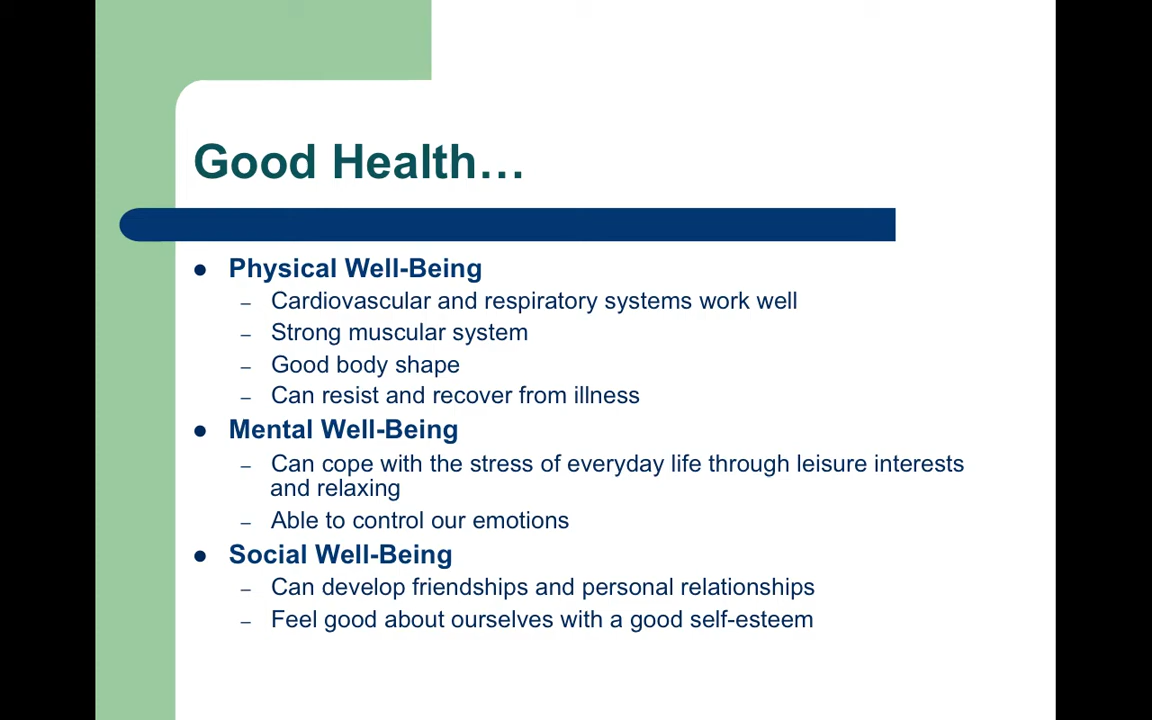 Good Health…
● Physical Well-Being
– Cardiovascular and respiratory systems work well
– Strong muscular system
– Good body shape
– Can resist and recover from illness
● Mental Well-Being
– Can cope with the stress of everyday life through leisure interests
and relaxing
– Able to control our emotions
● Social Well-Being
– Can develop friendships and personal relationships
– Feel good about ourselves with a good self-esteem